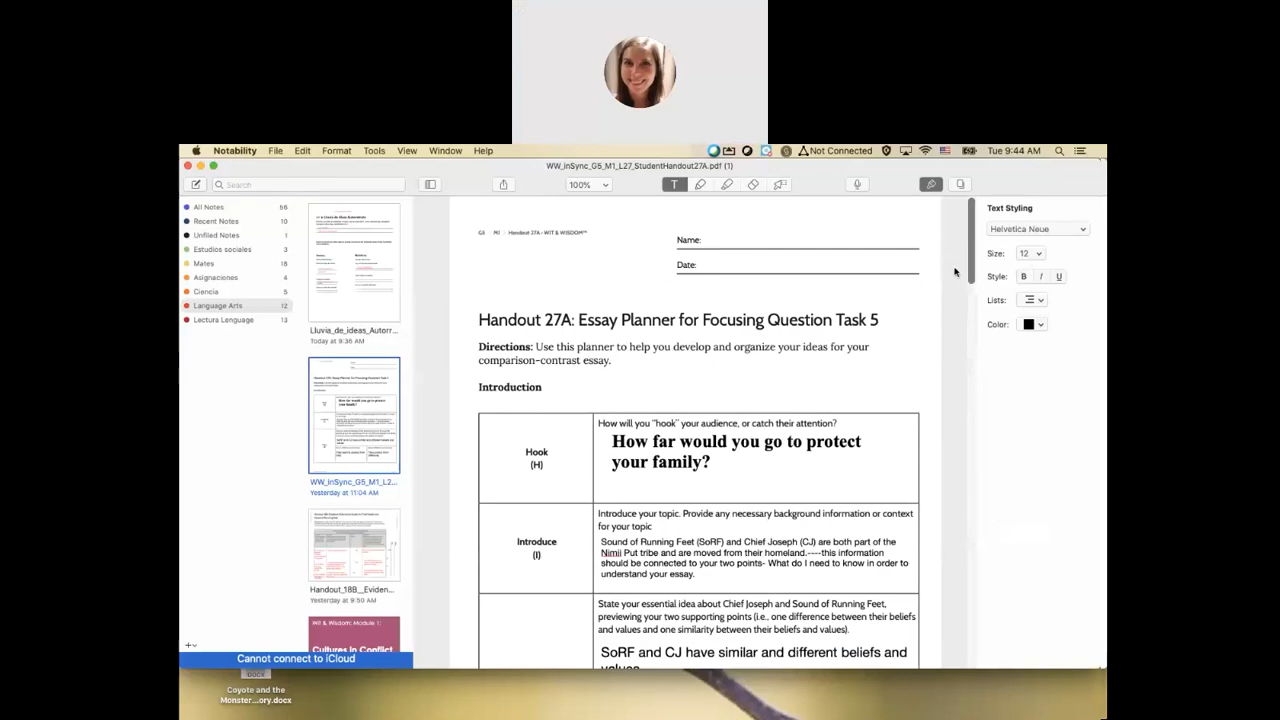 Notability File Edit Format Tools View Window Help
Not Connected
Tue 9:44 AM
WW_inSync_G5_M1_L27_StudentHandout27A.pdf (1)
Search
100%
T
All Notes 56
Recent Notes 10
Unfiled Notes 1
Estudios sociales 3
Mates 18
Asignaciones 4
Ciencia 5
Language Arts 12
Lectura Language 13
Cannot connect to iCloud
DOCX
Coyote and the
Monster...ory.docx
Lluvia_de_ideas_Autorr...
Today at 9:36 AM
WW_inSync_G5_M1_L2...
Yesterday at 11:04 AM
Handout_18B__Eviden...
Yesterday at 9:50 AM
Wit & Wisdom: Module 1:
Cultures in Conflict
G5 M1 Handout 27A • WIT & WISDOM™
Name:
Date:
Handout 27A: Essay Planner for Focusing Question Task 5
Directions: Use this planner to help you develop and organize your ideas for your
comparison-contrast essay.
Introduction
Hook
(H)
How will you "hook" your audience, or catch their attention?
How far would you go to protect
your family?
Introduce
(I)
Introduce your topic. Provide any necessary background information or context
for your topic
Sound of Running Feet (SoRF) and Chief Joseph (CJ) are both part of the
Nimii Put tribe and are moved from their homeland.----this information
should be connected to your two points- What do I need to know in order to
understand your essay.
State your essential idea about Chief Joseph and Sound of Running Feet,
previewing your two supporting points (i.e., one difference between their beliefs
and values and one similarity between their beliefs and values).
SoRF and CJ have similar and different beliefs and
values
Text Styling
Helvetica Neue
Size: 12
Style: B I U
Lists:
Color: